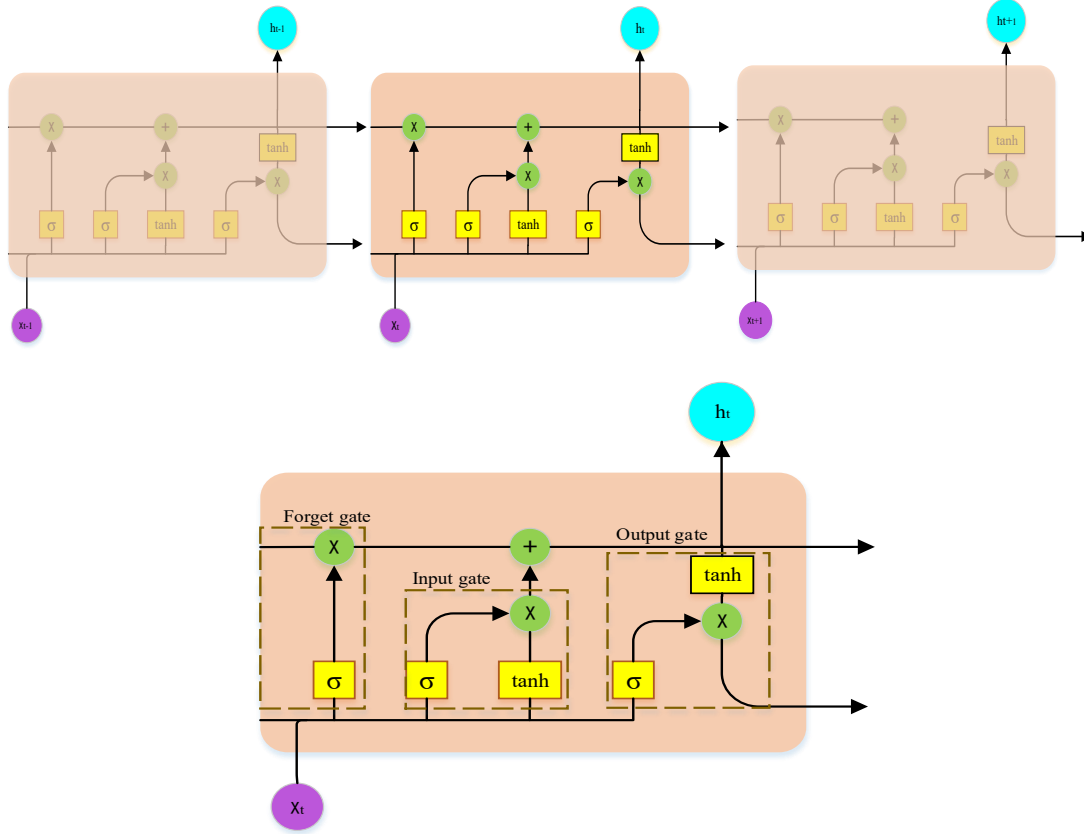 ht-1
ht
ht+1
X
+
tanh
X
X
σ
σ
tanh
σ
Xt-1
X
+
tanh
X
X
σ
σ
tanh
σ
Xt
X
+
tanh
X
X
σ
σ
tanh
σ
Xt+1
ht
Forget gate
Output gate
X
+
tanh
Input gate
X
X
σ
σ
tanh
σ
Xt